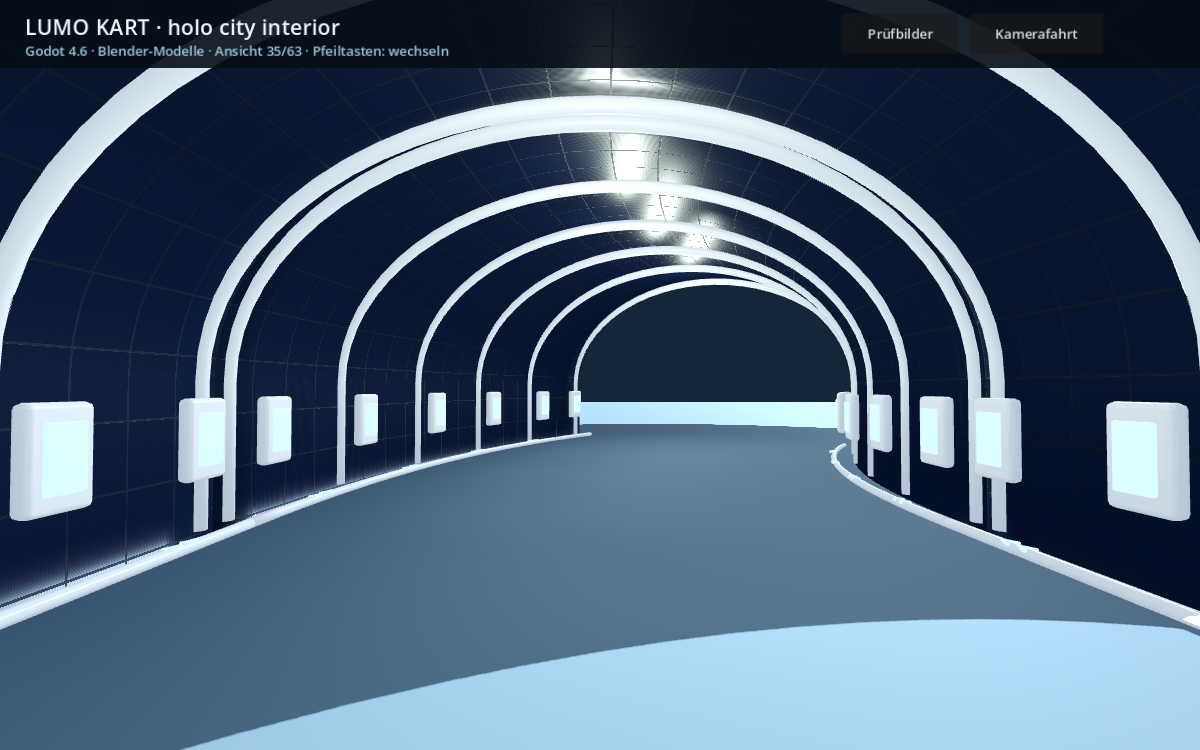 LUMO KART · holo city interior
Godot 4.6 · Blender-Modelle · Ansicht 35/63 · Pfeiltasten: wechseln
Prüfbilder
Kamerafahrt